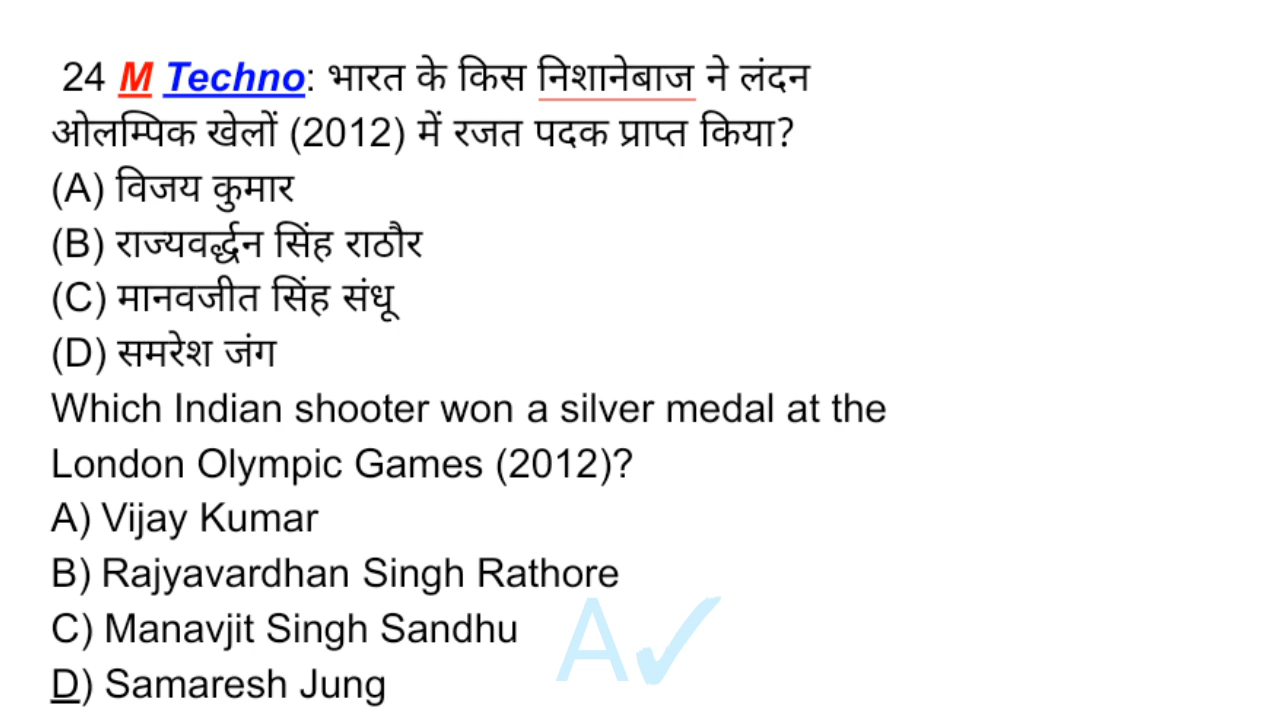 24 M Techno: भारत के किस निशानेबाज ने लंदन
ओलम्पिक खेलों (2012) में रजत पदक प्राप्त किया?
(A) विजय कुमार
(B) राज्यवर्द्धन सिंह राठौर
(C) मानवजीत सिंह संधू
(D) समरेश जंग
Which Indian shooter won a silver medal at the
London Olympic Games (2012)?
A) Vijay Kumar
B) Rajyavardhan Singh Rathore
C) Manavjit Singh Sandhu
D) Samaresh Jung
A✓